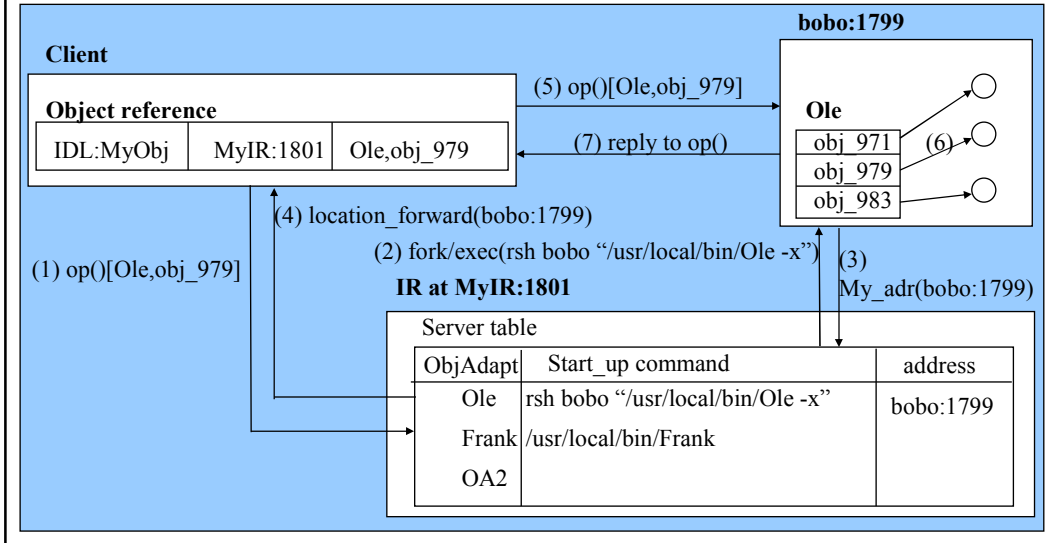 bobo:1799
Client
(5) op()[Ole,obj_979]
Object reference
Ole
IDL:MyObj MyIR:1801 Ole,obj_979
(7) reply to op()
obj_971
(6)
obj_979
obj_983
(4) location_forward(bobo:1799)
(2) fork/exec(rsh bobo “/usr/local/bin/Ole -x”)
(3)
My_adr(bobo:1799)
(1) op()[Ole,obj_979]
IR at MyIR:1801
Server table
ObjAdapt Start_up command address
Ole rsh bobo “/usr/local/bin/Ole -x” bobo:1799
Frank /usr/local/bin/Frank
OA2